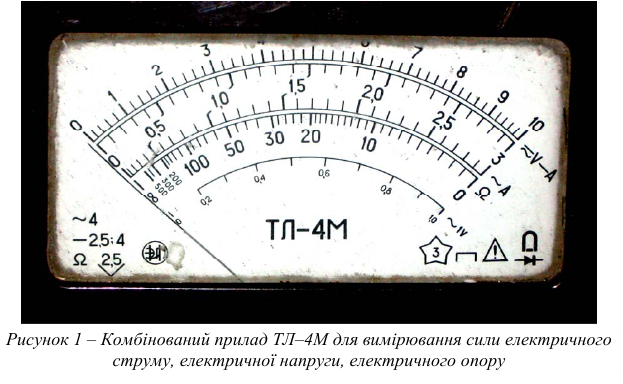 0 1 2 3 4 5 6 7 8 9 10
≂V–A
0 0,5 1,0 1,5 2,0 2,5 3
~A
∞ 500 300 200 100 50 30 20 10 0
Ω
0 0,2 0,4 0,6 0,8 1,0
~1V
ТЛ-4М
~4
—2,5;4
Ω 2,5
3
Рисунок 1 – Комбінований прилад ТЛ–4М для вимірювання сили електричного
струму, електричної напруги, електричного опору